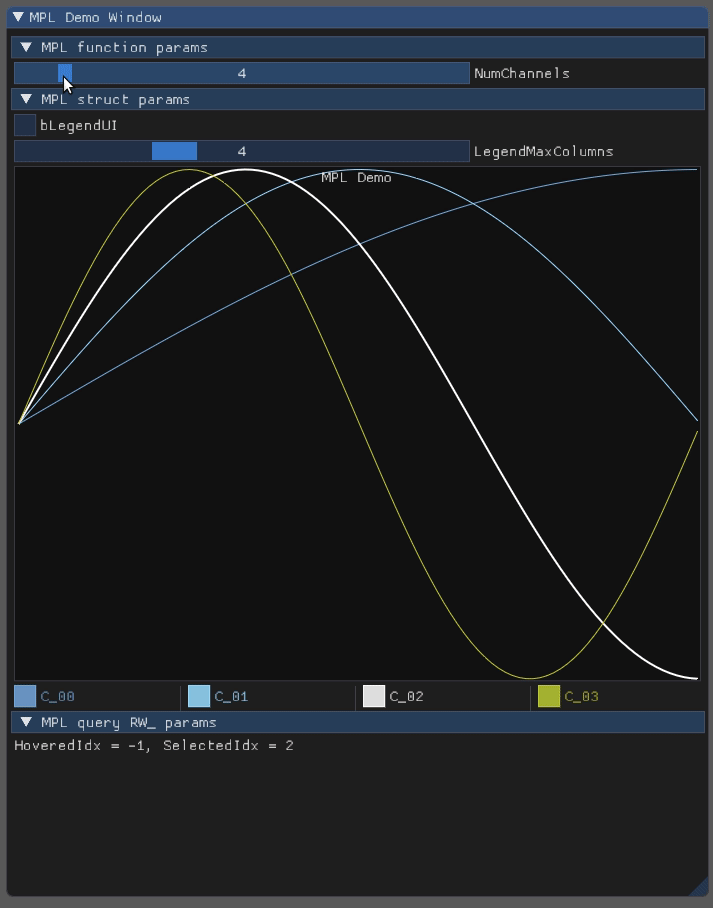 MPL Demo Window
MPL function params
4 NumChannels
MPL struct params
bLegendUI
4 LegendMaxColumns
MPL Demo
C_00 C_01 C_02 C_03
MPL query RW_ params
HoveredIdx = -1, SelectedIdx = 2